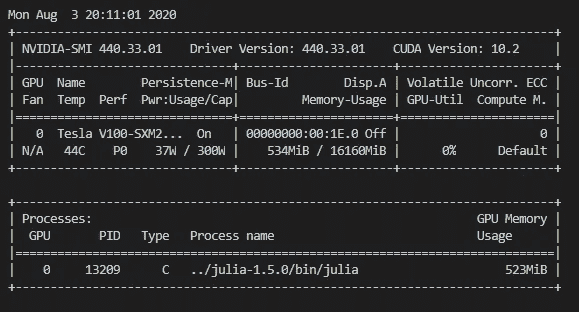 Mon Aug  3 20:11:01 2020
+-----------------------------------------------------------------------------+
| NVIDIA-SMI 440.33.01    Driver Version: 440.33.01    CUDA Version: 10.2     |
|-------------------------------+----------------------+----------------------+
| GPU  Name        Persistence-M| Bus-Id        Disp.A | Volatile Uncorr. ECC |
| Fan  Temp  Perf  Pwr:Usage/Cap|         Memory-Usage | GPU-Util  Compute M. |
|===============================+======================+======================|
|   0  Tesla V100-SXM2...  On   | 00000000:00:1E.0 Off |                    0 |
| N/A   44C    P0    37W / 300W |    534MiB / 16160MiB |      0%      Default |
+-------------------------------+----------------------+----------------------+

+-----------------------------------------------------------------------------+
| Processes:                                                       GPU Memory |
|  GPU       PID   Type   Process name                             Usage      |
|=============================================================================|
|    0     13209      C   ../julia-1.5.0/bin/julia                     523MiB |
+-----------------------------------------------------------------------------+